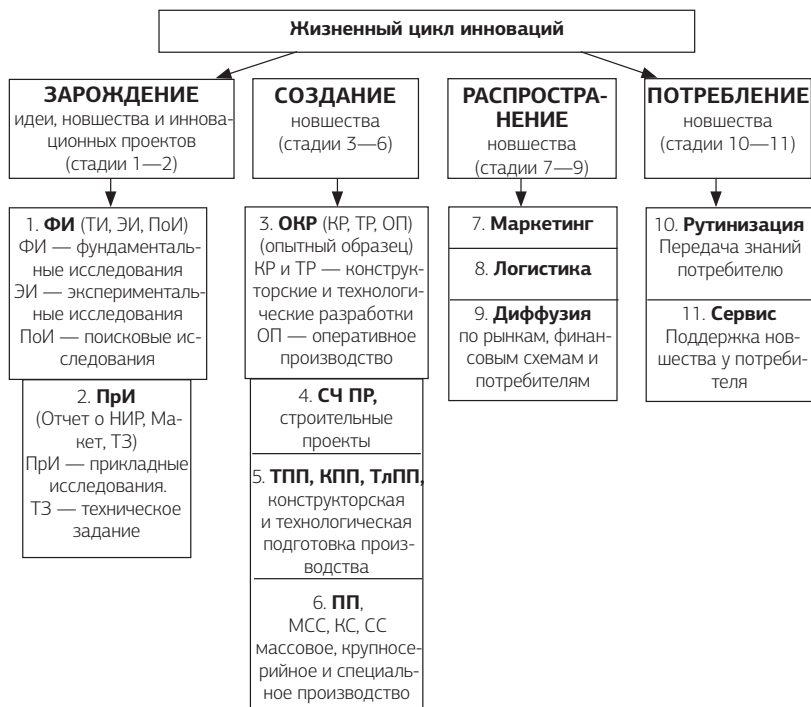 Жизненный цикл инноваций
ЗАРОЖДЕНИЕ
идеи, новшества и иннова-
ционных проектов
(стадии 1—2)
1. ФИ (ТИ, ЭИ, ПоИ)
ФИ — фундаменталь-
ные исследования
ЭИ — эксперименталь-
ные исследования
ПоИ — поисковые ис-
следования
2. ПрИ
(Отчет о НИР, Ма-
кет, ТЗ)
ПрИ — прикладные
исследования.
ТЗ — техническое
задание
СОЗДАНИЕ
новшества
(стадии 3—6)
3. ОКР (КР, ТР, ОП)
(опытный образец)
КР и ТР — конструк-
торские и технологи-
ческие разработки
ОП — оперативное
производство
4. СЧ ПР,
строительные
проекты
5. ТПП, КПП, ТлПП,
конструкторская
и технологическая
подготовка произ-
водства
6. ПП,
МСС, КС, СС
массовое, крупносе-
рийное и специаль-
ное производство
РАСПРОСТРА-
НЕНИЕ
новшества
(стадии 7—9)
7. Маркетинг
8. Логистика
9. Диффузия
по рынкам, финан-
совым схемам и
потребителям
ПОТРЕБЛЕНИЕ
новшества
(стадии 10—11)
10. Рутинизация
Передача знаний
потребителю
11. Сервис
Поддержка нов-
шества у потреби-
теля